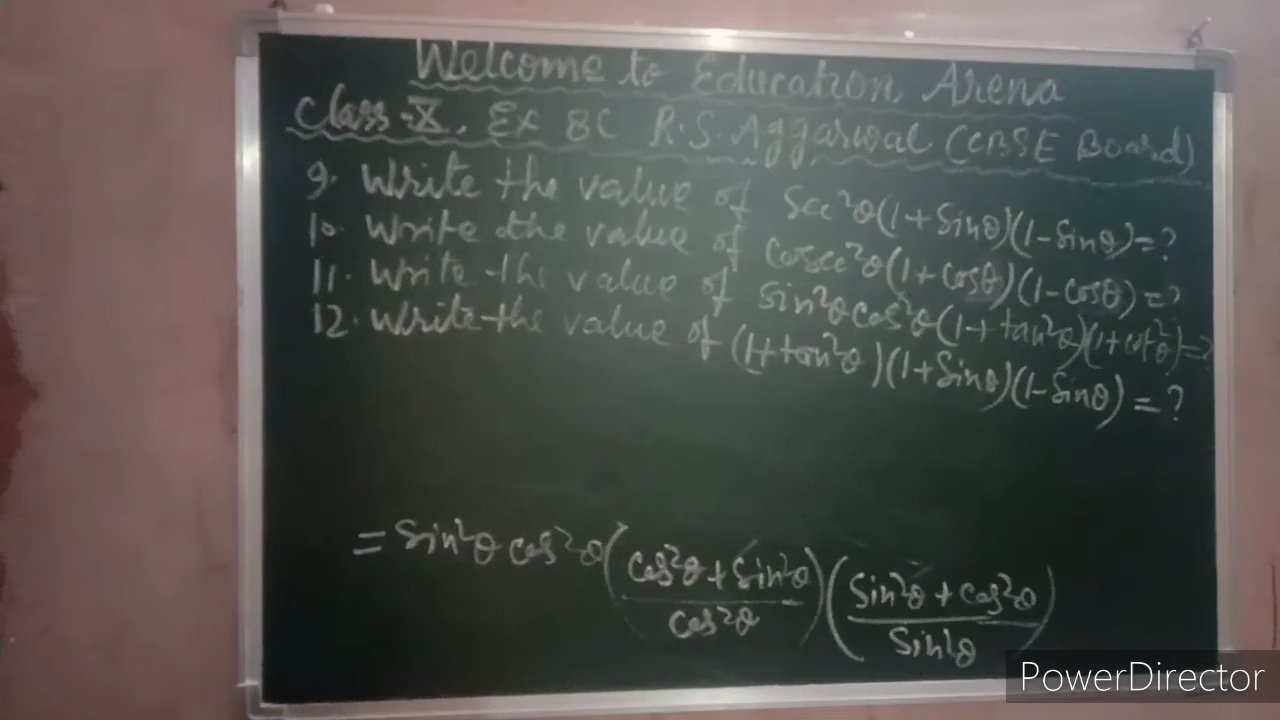 Welcome to Education Arena
Class-X, Ex 8C R.S. Aggarwal (CBSE Board)
9. Write the value of Sec²θ(1+Sinθ)(1-Sinθ)=?
10. Write the value of Cosec²θ(1+Cosθ)(1-Cosθ)=?
11. Write the value of Sin²θ Cos²θ(1+tan²θ)(1+Cot²θ)=?
12. Write the value of (1+tan²θ)(1+Sinθ)(1-Sinθ)=?
= Sin²θ Cos²θ((Cos²θ + Sin²θ)/Cos²θ)((Sin²θ + Cos²θ)/Sin²θ)
PowerDirector